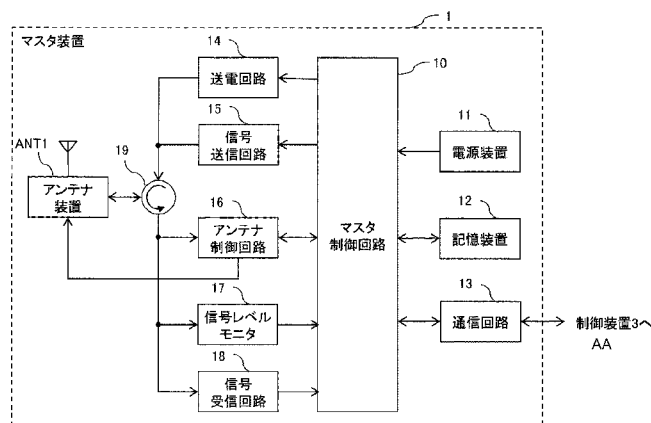 1
マスタ装置
14
送電回路
10
15
信号
送信回路
11
電源装置
ANT1
アンテナ
装置
19
16
アンテナ
制御回路
マスタ
制御回路
12
記憶装置
17
信号レベル
モニタ
13
通信回路
制御装置3へ
AA
18
信号
受信回路